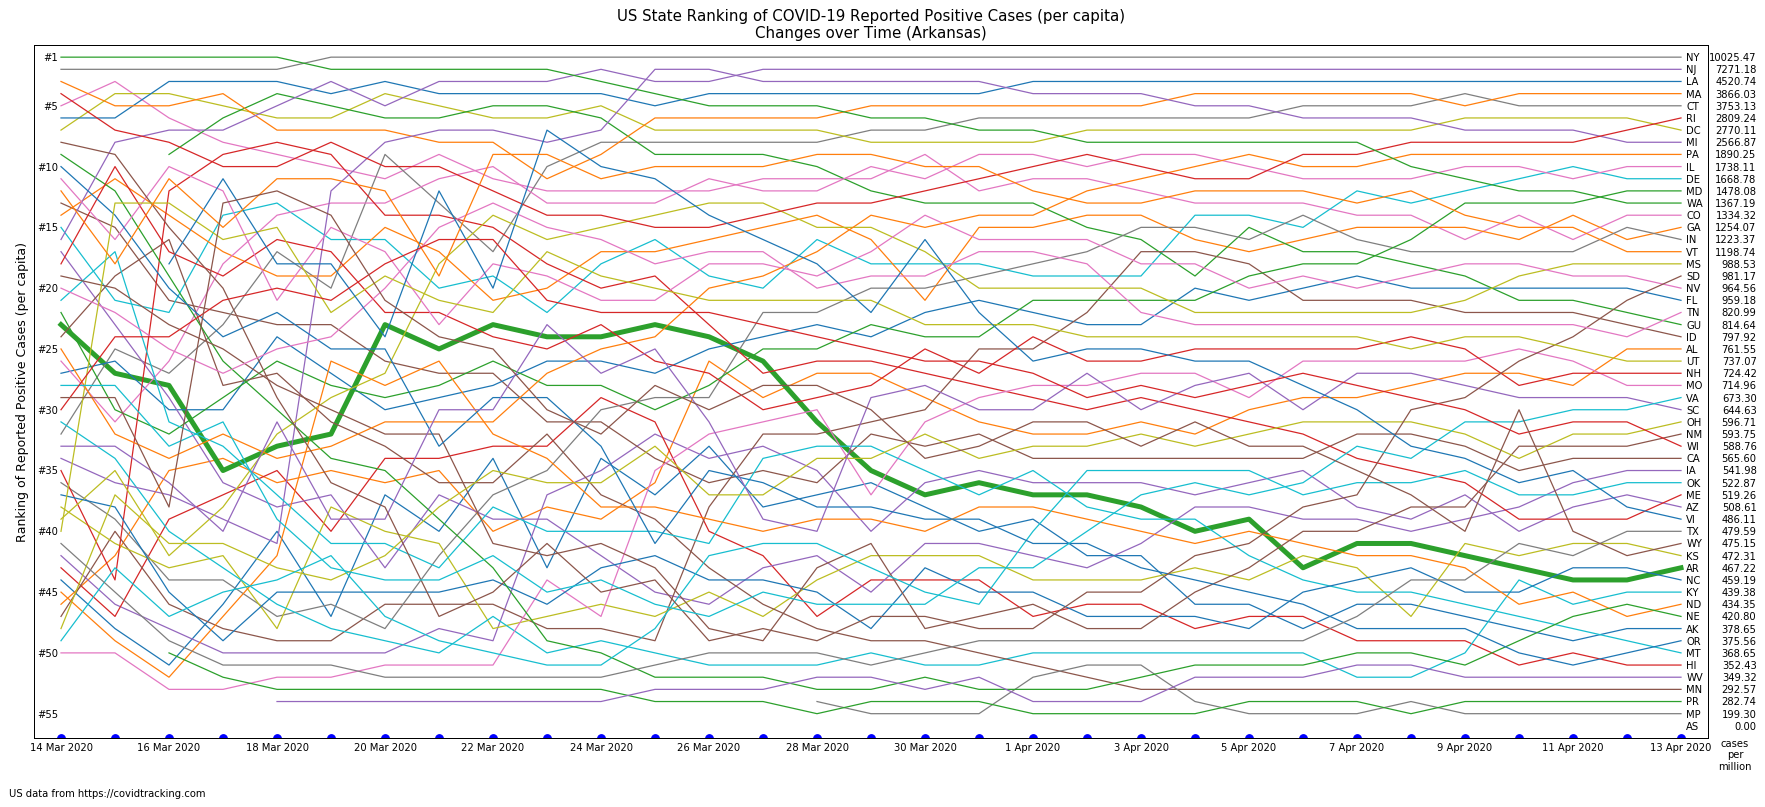 US State Ranking of COVID-19 Reported Positive Cases (per capita)
Changes over Time (Arkansas)
Ranking of Reported Positive Cases (per capita)
#1
#5
#10
#15
#20
#25
#30
#35
#40
#45
#50
#55
NY 10025.47
NJ 7271.18
LA 4520.74
MA 3866.03
CT 3753.13
RI 2809.24
DC 2770.11
MI 2566.87
PA 1890.25
IL 1738.11
DE 1668.78
MD 1478.08
WA 1367.19
CO 1334.32
GA 1254.07
IN 1223.37
VT 1198.74
MS 988.53
SD 981.17
NV 964.56
FL 959.18
TN 820.99
GU 814.64
ID 797.92
AL 761.55
UT 737.07
NH 724.42
MO 714.96
VA 673.30
SC 644.63
OH 596.71
NM 593.75
WI 588.76
CA 565.60
IA 541.98
OK 522.87
ME 519.26
AZ 508.61
VI 486.11
TX 479.59
WY 475.15
KS 472.31
AR 467.22
NC 459.19
KY 439.38
ND 434.35
NE 420.80
AK 378.65
OR 375.56
MT 368.65
HI 352.43
WV 349.32
MN 292.57
PR 282.74
MP 199.30
AS 0.00
14 Mar 2020 16 Mar 2020 18 Mar 2020 20 Mar 2020 22 Mar 2020 24 Mar 2020 26 Mar 2020 28 Mar 2020 30 Mar 2020 1 Apr 2020 3 Apr 2020 5 Apr 2020 7 Apr 2020 9 Apr 2020 11 Apr 2020 13 Apr 2020
cases
per
million
US data from https://covidtracking.com